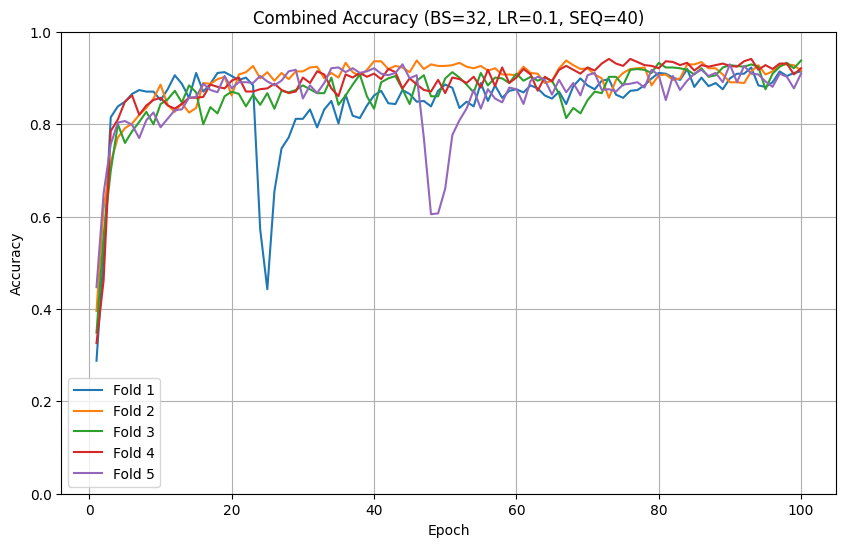 Combined Accuracy (BS=32, LR=0.1, SEQ=40)
1.0
0.8
0.6
0.4
0.2
0.0
Accuracy
Fold 1
Fold 2
Fold 3
Fold 4
Fold 5
0 20 40 60 80 100
Epoch